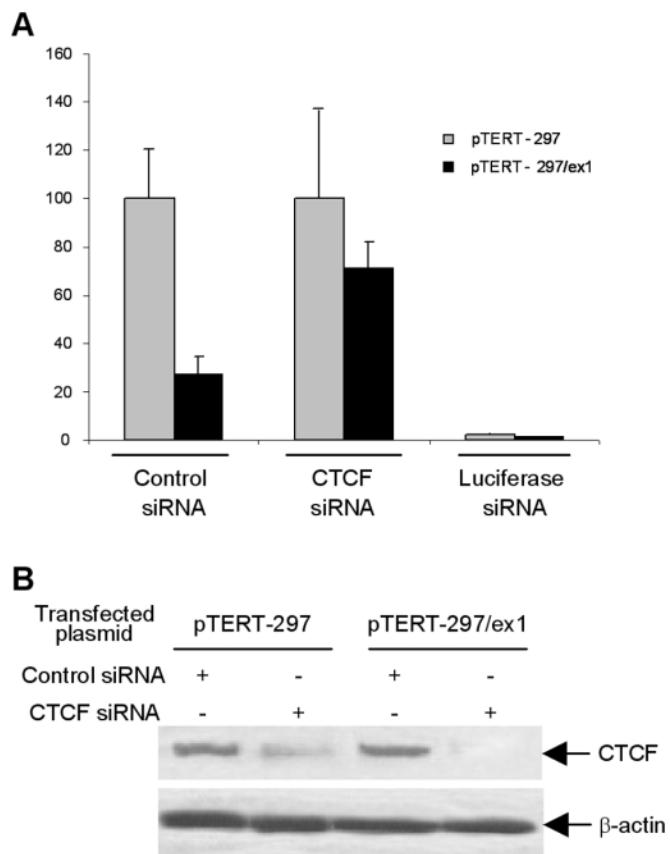 A
160
140
120
100
80
60
40
20
0
pTERT - 297
pTERT - 297/ex1
Control siRNA
CTCF siRNA
Luciferase siRNA
B
Transfected plasmid
pTERT-297
pTERT-297/ex1
Control siRNA + - + -
CTCF siRNA - + - +
CTCF
β-actin